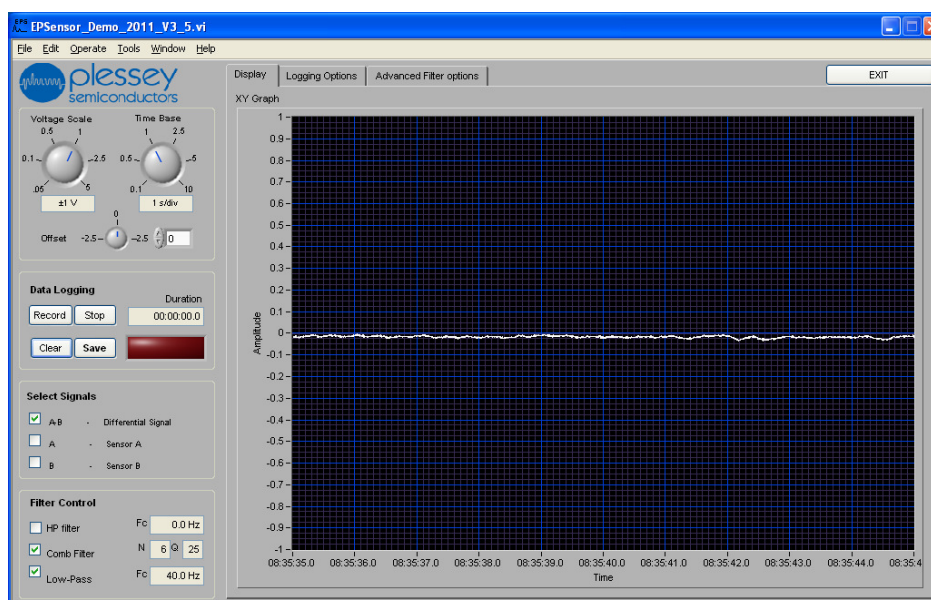 EPSensor_Demo_2011_V3_5.vi
File Edit Operate Tools Window Help
plessey
semiconductors
Display Logging Options Advanced Filter options EXIT
XY Graph
Voltage Scale Time Base
0.5 1 1 2.5
0.1 2.5 0.5 5
.05 5 0.1 10
±1 V 1 s/div
0
Offset -2.5 2.5 0
Data Logging
Duration
Record Stop 00:00:00.0
Clear Save
Select Signals
A-B - Differential Signal
A - Sensor A
B - Sensor B
Filter Control
HP filter Fc 0.0 Hz
Comb Filter N 6 Q 25
Low-Pass Fc 40.0 Hz
Amplitude
1
0.9
0.8
0.7
0.6
0.5
0.4
0.3
0.2
0.1
0
-0.1
-0.2
-0.3
-0.4
-0.5
-0.6
-0.7
-0.8
-0.9
-1
08:35:35.0 08:35:36.0 08:35:37.0 08:35:38.0 08:35:39.0 08:35:40.0 08:35:41.0 08:35:42.0 08:35:43.0 08:35:44.0 08:35:4
Time